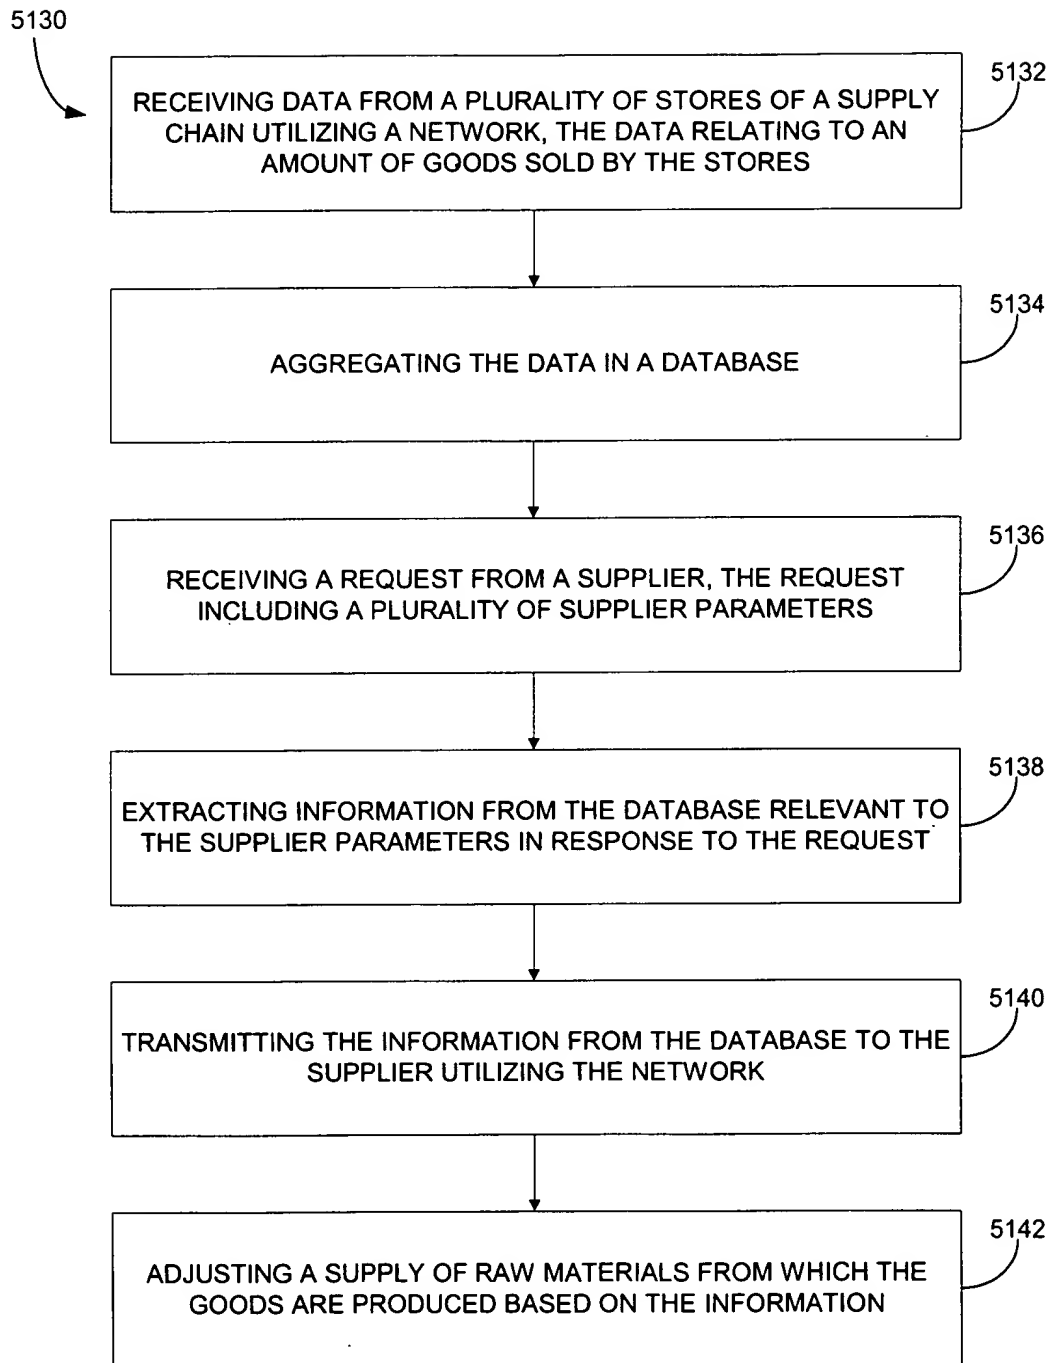 5130
5132
RECEIVING DATA FROM A PLURALITY OF STORES OF A SUPPLY
CHAIN UTILIZING A NETWORK, THE DATA RELATING TO AN
AMOUNT OF GOODS SOLD BY THE STORES
5134
AGGREGATING THE DATA IN A DATABASE
5136
RECEIVING A REQUEST FROM A SUPPLIER, THE REQUEST
INCLUDING A PLURALITY OF SUPPLIER PARAMETERS
5138
EXTRACTING INFORMATION FROM THE DATABASE RELEVANT TO
THE SUPPLIER PARAMETERS IN RESPONSE TO THE REQUEST
5140
TRANSMITTING THE INFORMATION FROM THE DATABASE TO THE
SUPPLIER UTILIZING THE NETWORK
5142
ADJUSTING A SUPPLY OF RAW MATERIALS FROM WHICH THE
GOODS ARE PRODUCED BASED ON THE INFORMATION